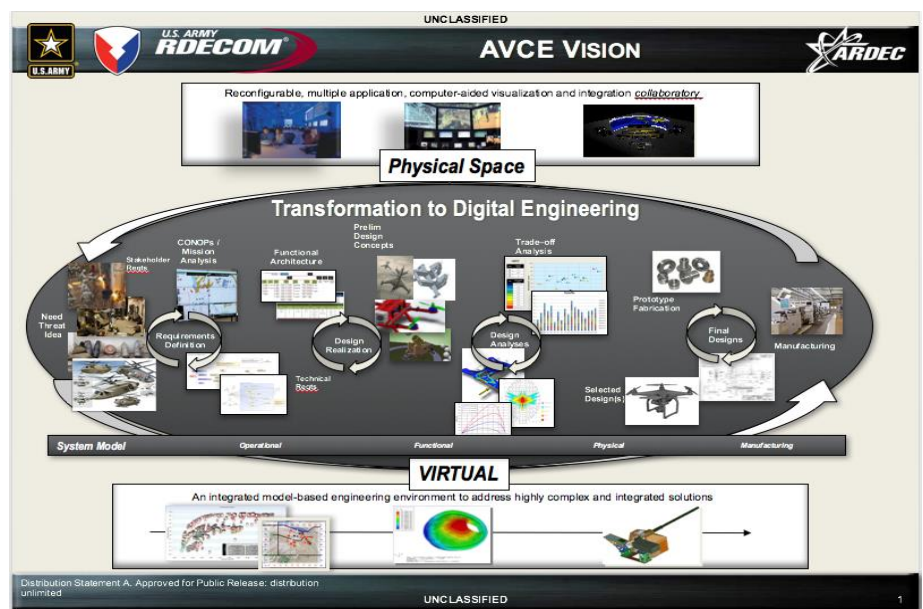 UNCLASSIFIED
U.S. ARMY
RDECOM®
AVCE VISION
ARDEC
U.S.ARMY
Reconfigurable, multiple application, computer-aided visualization and integration collaboratory
Physical Space
Transformation to Digital Engineering
Stakeholder
Reqts.
CONOPs /
Mission
Analysis
Functional
Architecture
Prelim
Design
Concepts
Trade-off
Analysis
Prototype
Fabrication
Need
Threat
Idea
Requirements
Definition
Design
Realization
Design
Analyses
Final
Designs
Manufacturing
Technical
Reqts.
Selected
Design(s)
System Model
Operational
Functional
Physical
Manufacturing
VIRTUAL
An integrated model-based engineering environment to address highly complex and integrated solutions
Distribution Statement A. Approved for Public Release: distribution
unlimited
UNCLASSIFIED
1